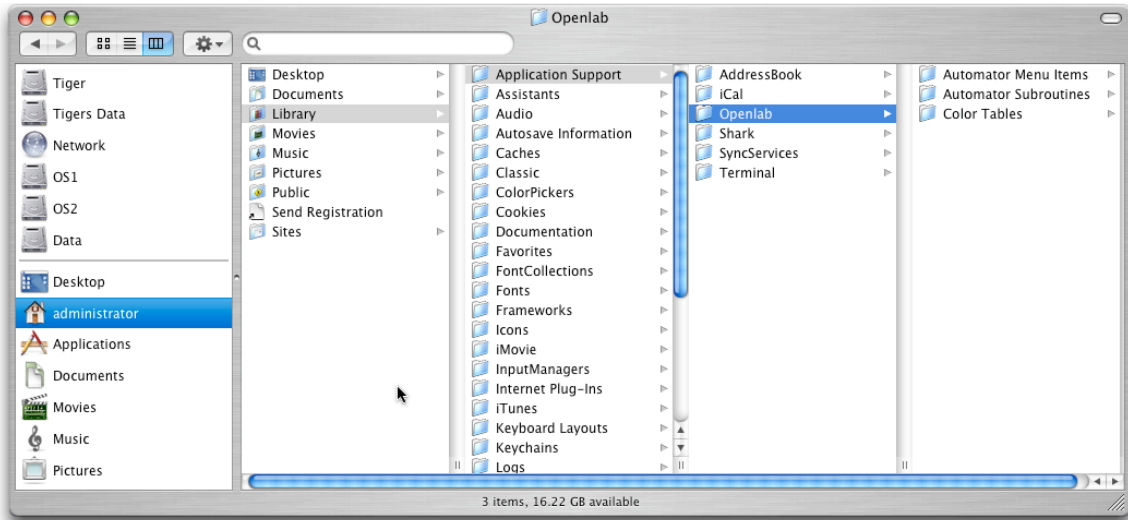 Openlab
Tiger
Tigers Data
Network
OS1
OS2
Data
Desktop
administrator
Applications
Documents
Movies
Music
Pictures
Desktop
Documents
Library
Movies
Music
Pictures
Public
Send Registration
Sites
Application Support
Assistants
Audio
Autosave Information
Caches
Classic
ColorPickers
Cookies
Documentation
Favorites
FontCollections
Fonts
Frameworks
Icons
iMovie
InputManagers
Internet Plug-Ins
iTunes
Keyboard Layouts
Keychains
Logs
AddressBook
iCal
Openlab
Shark
SyncServices
Terminal
Automator Menu Items
Automator Subroutines
Color Tables
3 items, 16.22 GB available